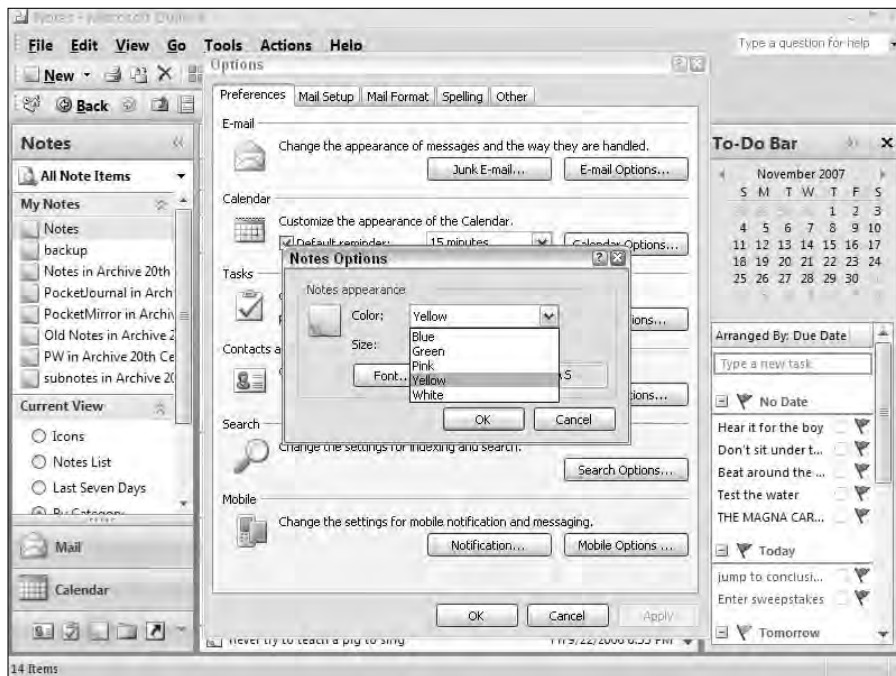 Notes - Microsoft Outlook
File Edit View Go Tools Actions Help
Type a question for help
New
Back
Notes
All Note Items
My Notes
Notes
backup
Notes in Archive 20th
PocketJournal in Arch
PocketMirror in Archiv
Old Notes in Archive 2
PW in Archive 20th Ce
subnotes in Archive 20
Current View
Icons
Notes List
Last Seven Days
By Category
Mail
Calendar
14 Items
Options
Preferences Mail Setup Mail Format Spelling Other
E-mail
Change the appearance of messages and the way they are handled.
Junk E-mail... E-mail Options...
Calendar
Customize the appearance of the Calendar.
Default reminder: 15 minutes Calendar Options...
Tasks
ions...
Contacts a
ions...
Search
Change the settings for indexing and search.
Search Options...
Mobile
Change the settings for mobile notification and messaging.
Notification... Mobile Options ...
OK Cancel Apply
never try to teach a pig to sing Fri 9/22/2006 8:53 PM
Notes Options
Notes appearance
Color: Yellow
Blue
Green
Pink
Yellow
White
Size:
Font.. S
OK Cancel
To-Do Bar
November 2007
S M T W T F S
1 2 3
4 5 6 7 8 9 10
11 12 13 14 15 16 17
18 19 20 21 22 23 24
25 26 27 28 29 30
Arranged By: Due Date
Type a new task
No Date
Hear it for the boy
Don't sit under t...
Beat around the ...
Test the water
THE MAGNA CAR...
Today
jump to conclusi...
Enter sweepstakes
Tomorrow